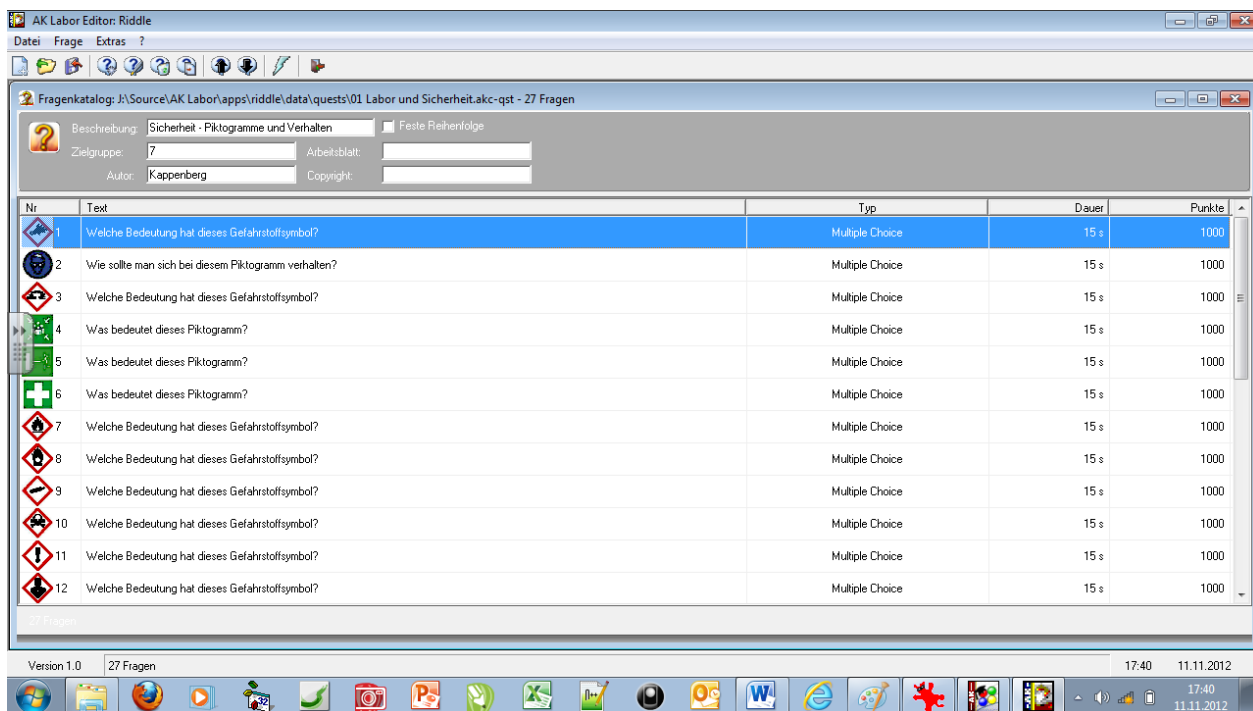 AK Labor Editor: Riddle
Datei Frage Extras ?
Fragenkatalog: J:\Source\AK Labor\apps\riddle\data\quests\01 Labor und Sicherheit.akc-qst - 27 Fragen
Beschreibung: Sicherheit - Piktogramme und Verhalten Feste Reihenfolge
Zielgruppe: 7 Arbeitsblatt:
Autor: Kappenberg Copyright:
Nr Text Typ Dauer Punkte
1 Welche Bedeutung hat dieses Gefahrstoffsymbol? Multiple Choice 15 s 1000
2 Wie sollte man sich bei diesem Piktogramm verhalten? Multiple Choice 15 s 1000
3 Welche Bedeutung hat dieses Gefahrstoffsymbol? Multiple Choice 15 s 1000
4 Was bedeutet dieses Piktogramm? Multiple Choice 15 s 1000
5 Was bedeutet dieses Piktogramm? Multiple Choice 15 s 1000
6 Was bedeutet dieses Piktogramm? Multiple Choice 15 s 1000
7 Welche Bedeutung hat dieses Gefahrstoffsymbol? Multiple Choice 15 s 1000
8 Welche Bedeutung hat dieses Gefahrstoffsymbol? Multiple Choice 15 s 1000
9 Welche Bedeutung hat dieses Gefahrstoffsymbol? Multiple Choice 15 s 1000
10 Welche Bedeutung hat dieses Gefahrstoffsymbol? Multiple Choice 15 s 1000
11 Welche Bedeutung hat dieses Gefahrstoffsymbol? Multiple Choice 15 s 1000
12 Welche Bedeutung hat dieses Gefahrstoffsymbol? Multiple Choice 15 s 1000
27 Fragen
Version 1.0 27 Fragen 17:40 11.11.2012
17:40
11.11.2012